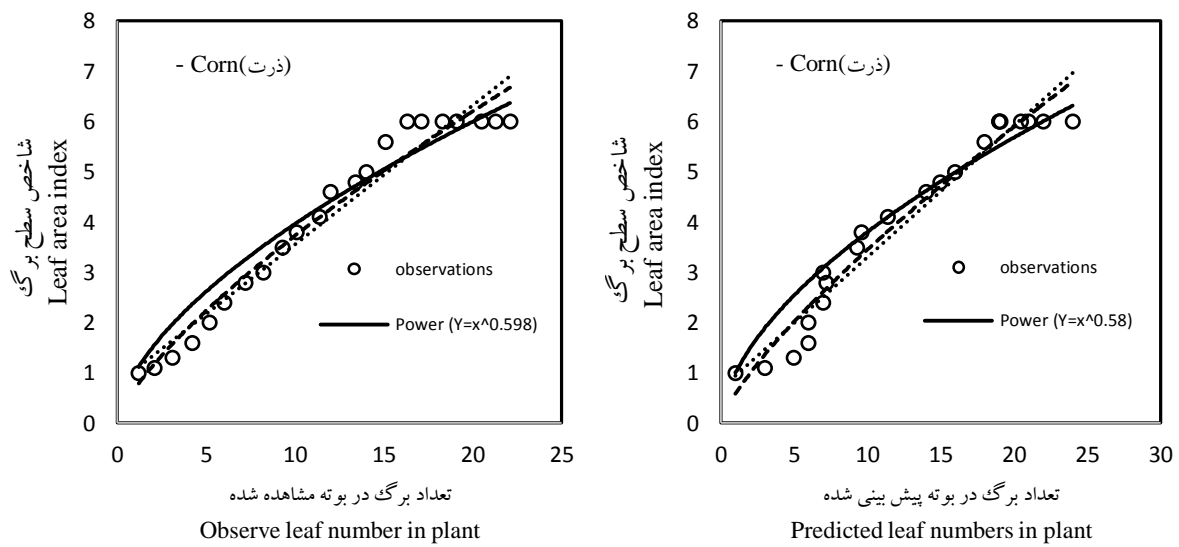 8
7
6
5
4
3
2
1
0
شاخص سطح برگ
Leaf area index
- Corn(ذرت)
observations
Power (Y=x^0.598)
0 5 10 15 20 25
تعداد برگ در بوته مشاهده شده
Observe leaf number in plant
8
7
6
5
4
3
2
1
0
شاخص سطح برگ
Leaf area index
- Corn(ذرت)
observations
Power (Y=x^0.58)
0 5 10 15 20 25 30
تعداد برگ در بوته پیش بینی شده
Predicted leaf numbers in plant